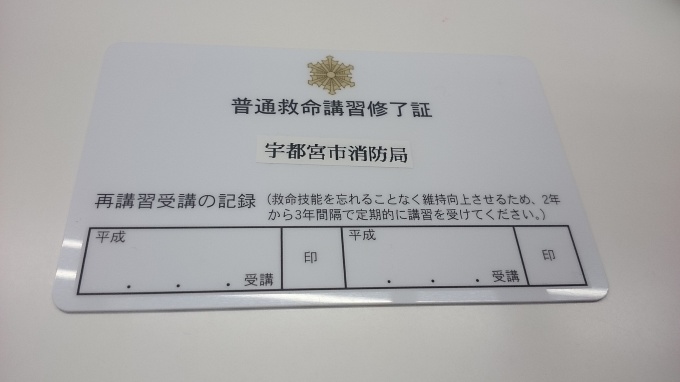 普通救命講習修了証
宇都宮市消防局
再講習受講の記録(救命技能を忘れることなく維持向上させるため、2年
から3年間隔で定期的に講習を受けてください。)
平成 印 平成 印
. . . 受講 . . . 受講